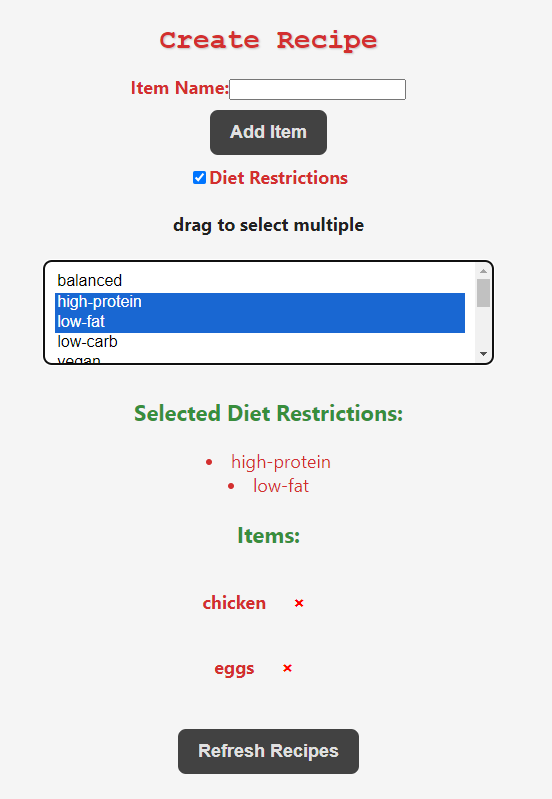 Create Recipe
Item Name:
Add Item
Diet Restrictions
drag to select multiple
balanced
high-protein
low-fat
low-carb
vegan
Selected Diet Restrictions:
high-protein
low-fat
Items:
chicken ×
eggs ×
Refresh Recipes